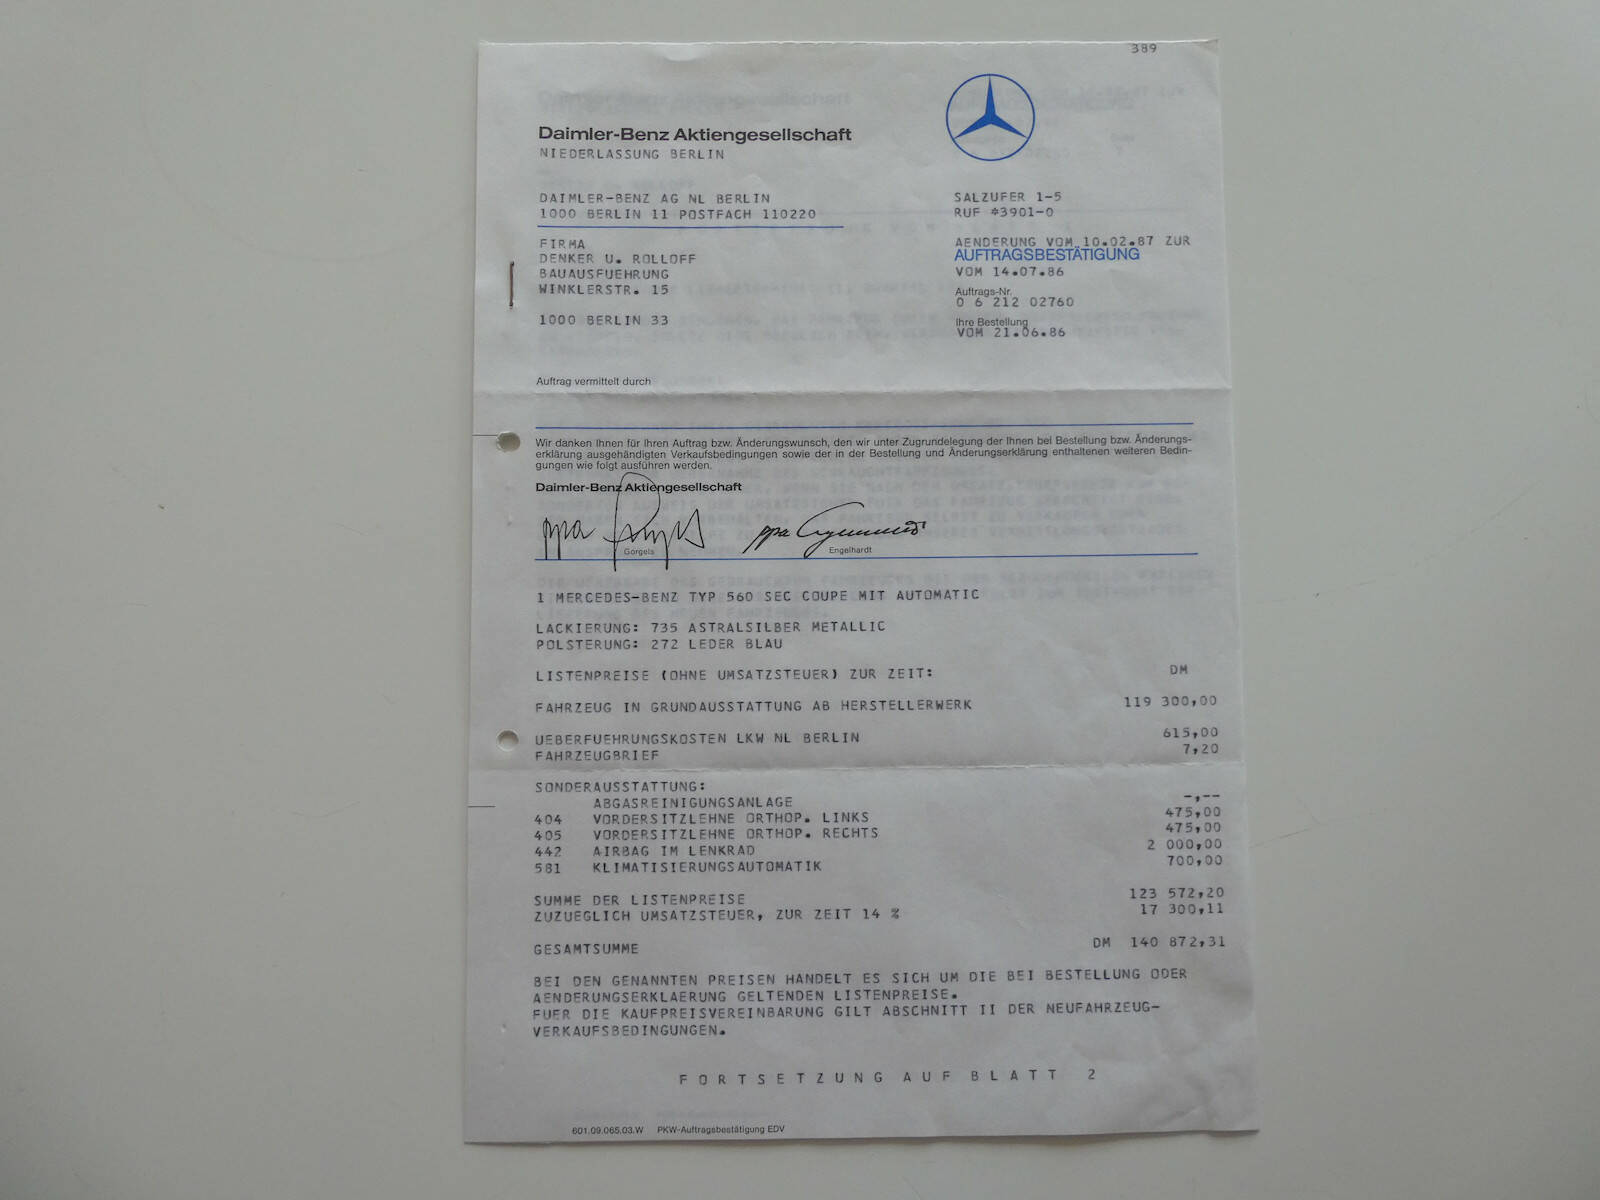 389
Daimler-Benz Aktiengesellschaft
NIEDERLASSUNG BERLIN
DAIMLER-BENZ AG NL BERLIN
1000 BERLIN 11 POSTFACH 110220
SALZUFER 1-5
RUF *3901-0
FIRMA
DENKER U. ROLLOFF
BAUAUSFUEHRUNG
WINKLERSTR. 15
1000 BERLIN 33
AENDERUNG VOM 10.02.87 ZUR
AUFTRAGSBESTÄTIGUNG
VOM 14.07.86
Auftrags-Nr.
0 6 212 02760
Ihre Bestellung
VOM 21.06.86
Auftrag vermittelt durch
Wir danken Ihnen für Ihren Auftrag bzw. Änderungswunsch, den wir unter Zugrundelegung der Ihnen bei Bestellung bzw. Änderungs-
erklärung ausgehändigten Verkaufsbedingungen sowie der in der Bestellung und Änderungserklärung enthaltenen weiteren Bedin-
gungen wie folgt ausführen werden.
Daimler-Benz Aktiengesellschaft
ppa ppa
Görgels Engelhardt
1 MERCEDES-BENZ TYP 560 SEC COUPE MIT AUTOMATIC
LACKIERUNG: 735 ASTRALSILBER METALLIC
POLSTERUNG: 272 LEDER BLAU
LISTENPREISE (OHNE UMSATZSTEUER) ZUR ZEIT: DM
FAHRZEUG IN GRUNDAUSSTATTUNG AB HERSTELLERWERK 119 300,00
UEBERFUEHRUNGSKOSTEN LKW NL BERLIN 615,00
FAHRZEUGBRIEF 7,20
SONDERAUSSTATTUNG:
ABGASREINIGUNGSANLAGE -,--
404 VORDERSITZLEHNE ORTHOP. LINKS 475,00
405 VORDERSITZLEHNE ORTHOP. RECHTS 475,00
442 AIRBAG IM LENKRAD 2 000,00
581 KLIMATISIERUNGSAUTOMATIK 700,00
SUMME DER LISTENPREISE 123 572,20
ZUZUEGLICH UMSATZSTEUER, ZUR ZEIT 14 % 17 300,11
GESAMTSUMME DM 140 872,31
BEI DEN GENANNTEN PREISEN HANDELT ES SICH UM DIE BEI BESTELLUNG ODER
AENDERUNGSERKLAERUNG GELTENDEN LISTENPREISE.
FUER DIE KAUFPREISVEREINBARUNG GILT ABSCHNITT II DER NEUFAHRZEUG-
VERKAUFSBEDINGUNGEN.
FORTSETZUNG AUF BLATT 2
601.09.065.03.W PKW-Auftragsbestätigung EDV